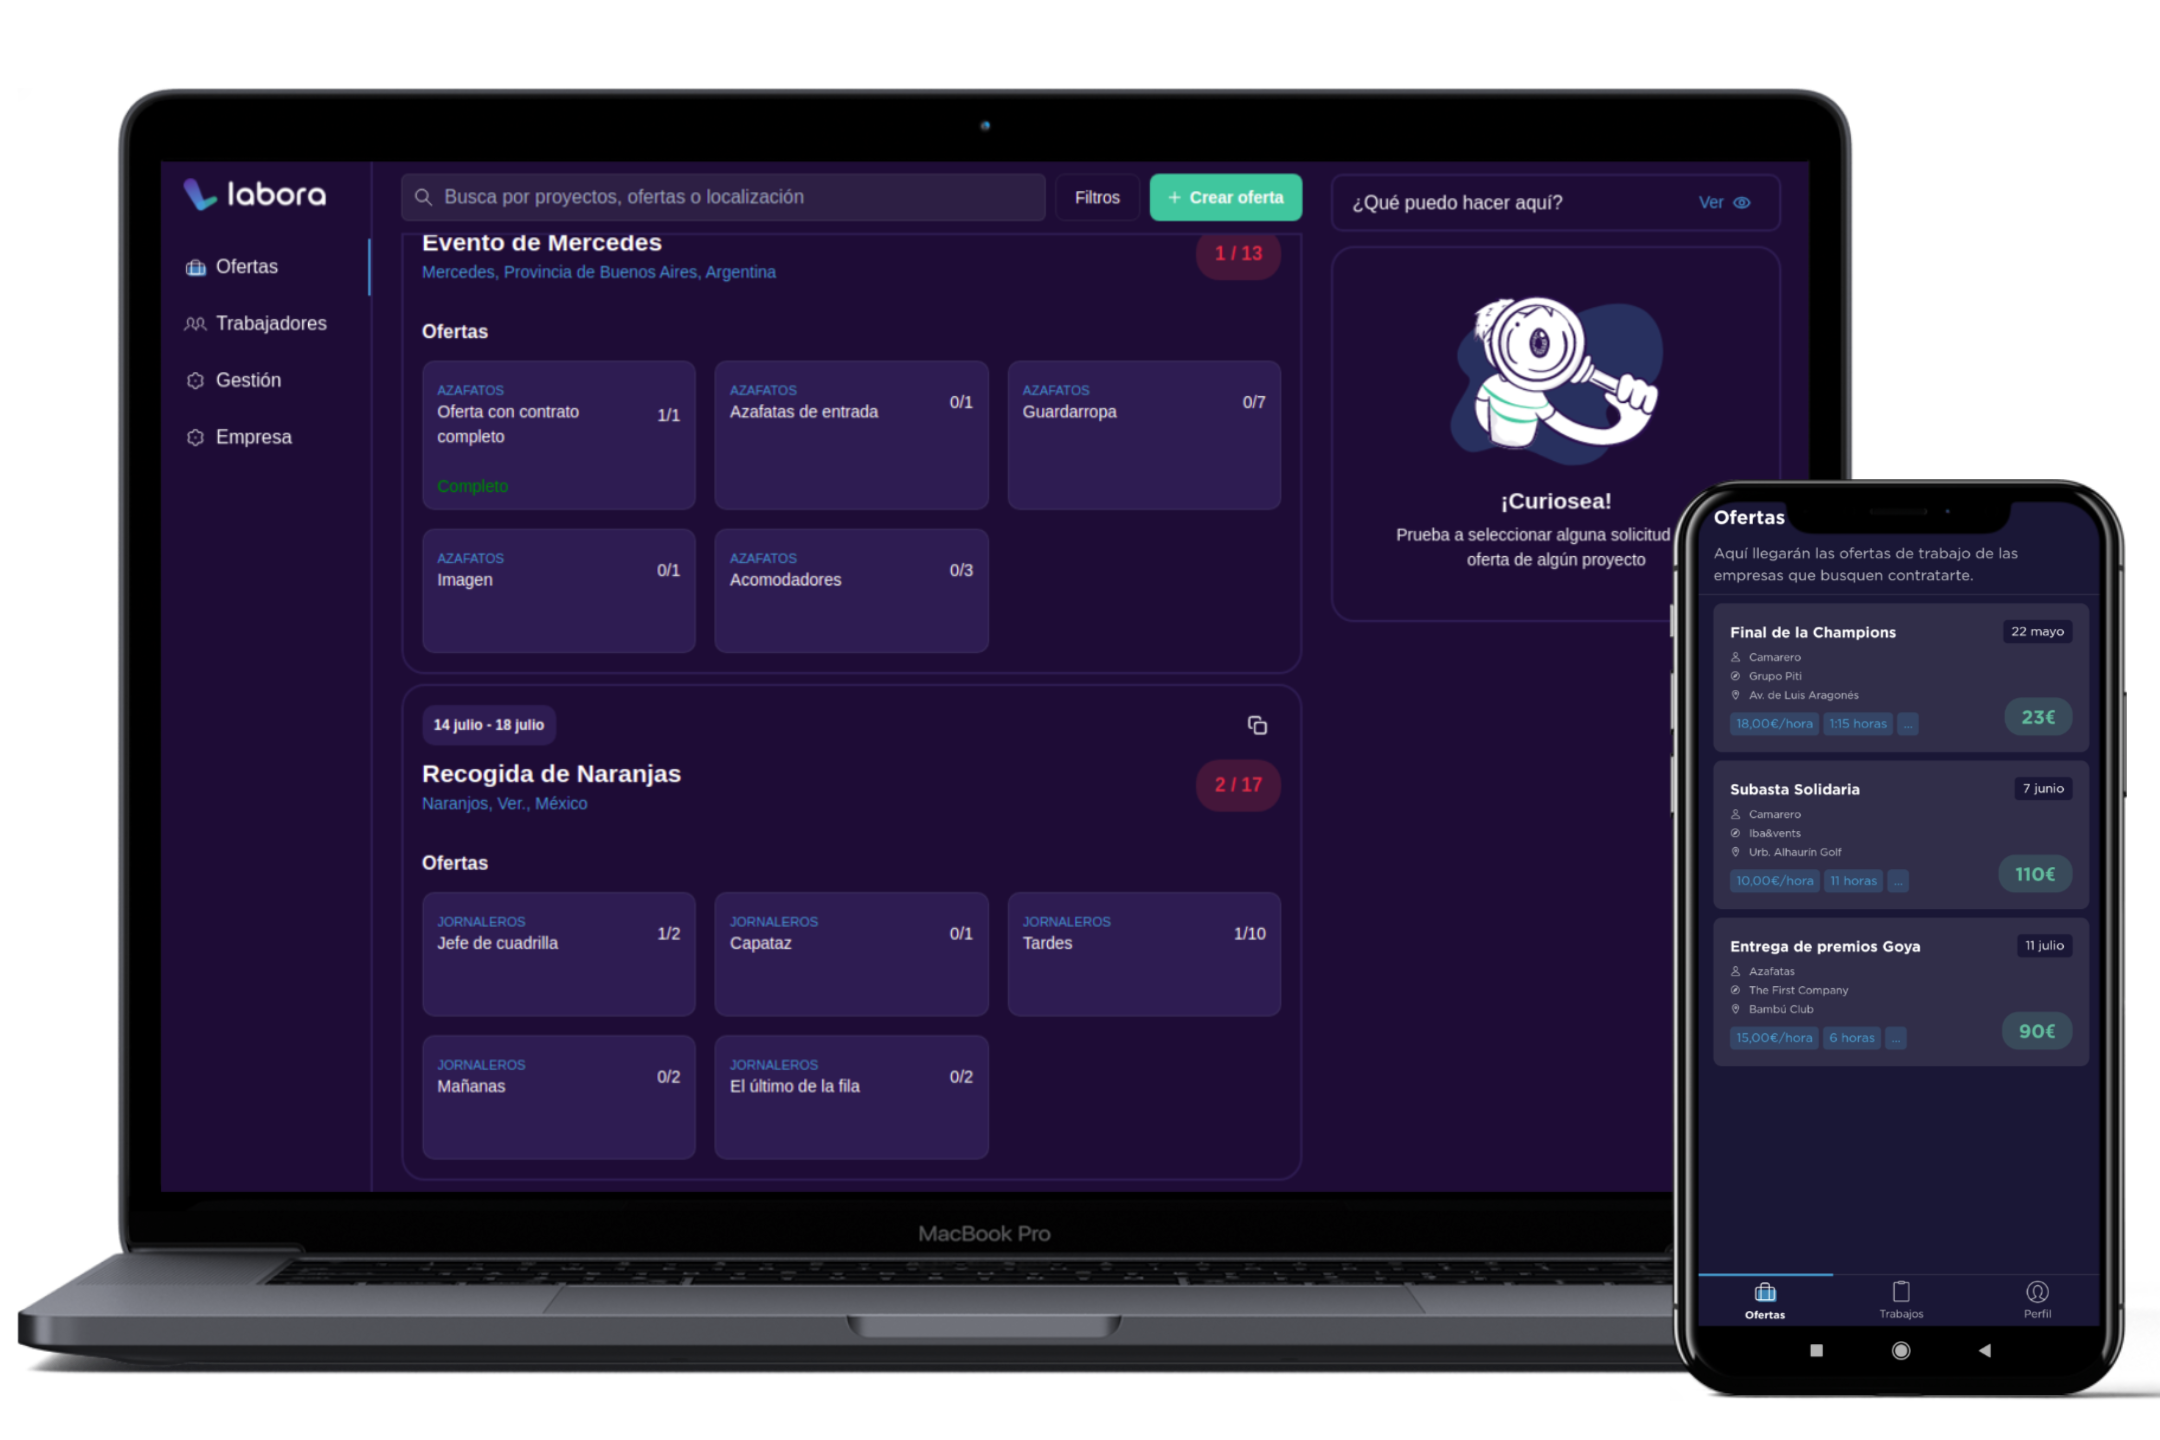 labora
Ofertas
Trabajadores
Gestión
Empresa
Busca por proyectos, ofertas o localización
Filtros
+ Crear oferta
Evento de Mercedes
1 / 13
Mercedes, Provincia de Buenos Aires, Argentina
Ofertas
AZAFATOS
Oferta con contrato
completo
1/1
Completo
AZAFATOS
Azafatas de entrada
0/1
AZAFATOS
Guardarropa
0/7
AZAFATOS
Imagen
0/1
AZAFATOS
Acomodadores
0/3
14 julio - 18 julio
Recogida de Naranjas
2 / 17
Naranjos, Ver., México
Ofertas
JORNALEROS
Jefe de cuadrilla
1/2
JORNALEROS
Capataz
0/1
JORNALEROS
Tardes
1/10
JORNALEROS
Mañanas
0/2
JORNALEROS
El último de la fila
0/2
¿Qué puedo hacer aquí?
Ver
¡Curiosea!
Prueba a seleccionar alguna solicitud
oferta de algún proyecto
MacBook Pro
Ofertas
Aquí llegarán las ofertas de trabajo de las
empresas que busquen contratarte.
Final de la Champions
22 mayo
Camarero
Grupo Piti
Av. de Luis Aragonés
18,00€/hora 1:15 horas ...
23€
Subasta Solidaria
7 junio
Camarero
Iba&vents
Urb. Alhaurín Golf
10,00€/hora 11 horas ...
110€
Entrega de premios Goya
11 julio
Azafatas
The First Company
Bambú Club
15,00€/hora 6 horas ...
90€
Ofertas
Trabajos
Perfil